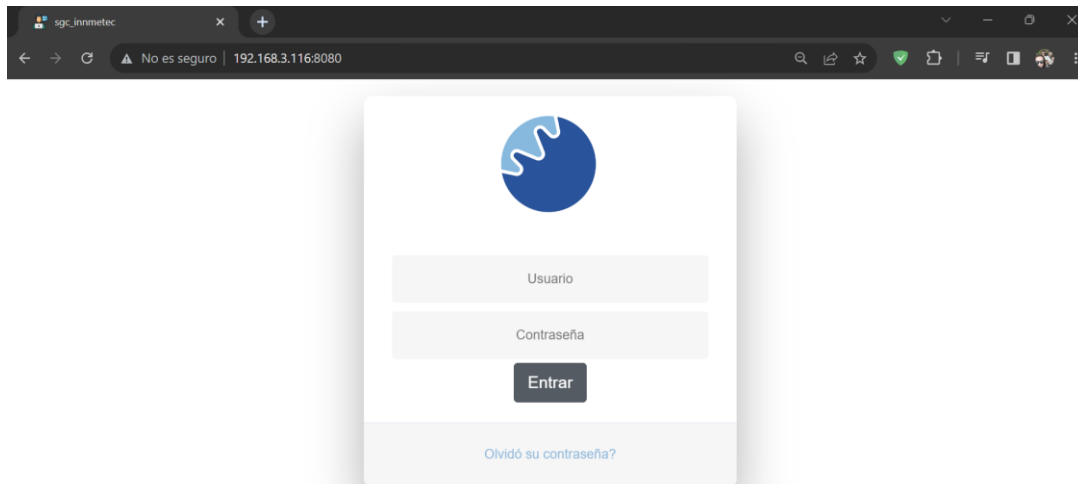 sgc_innmetec
No es seguro | 192.168.3.116:8080
Usuario
Contraseña
Entrar
Olvidó su contraseña?